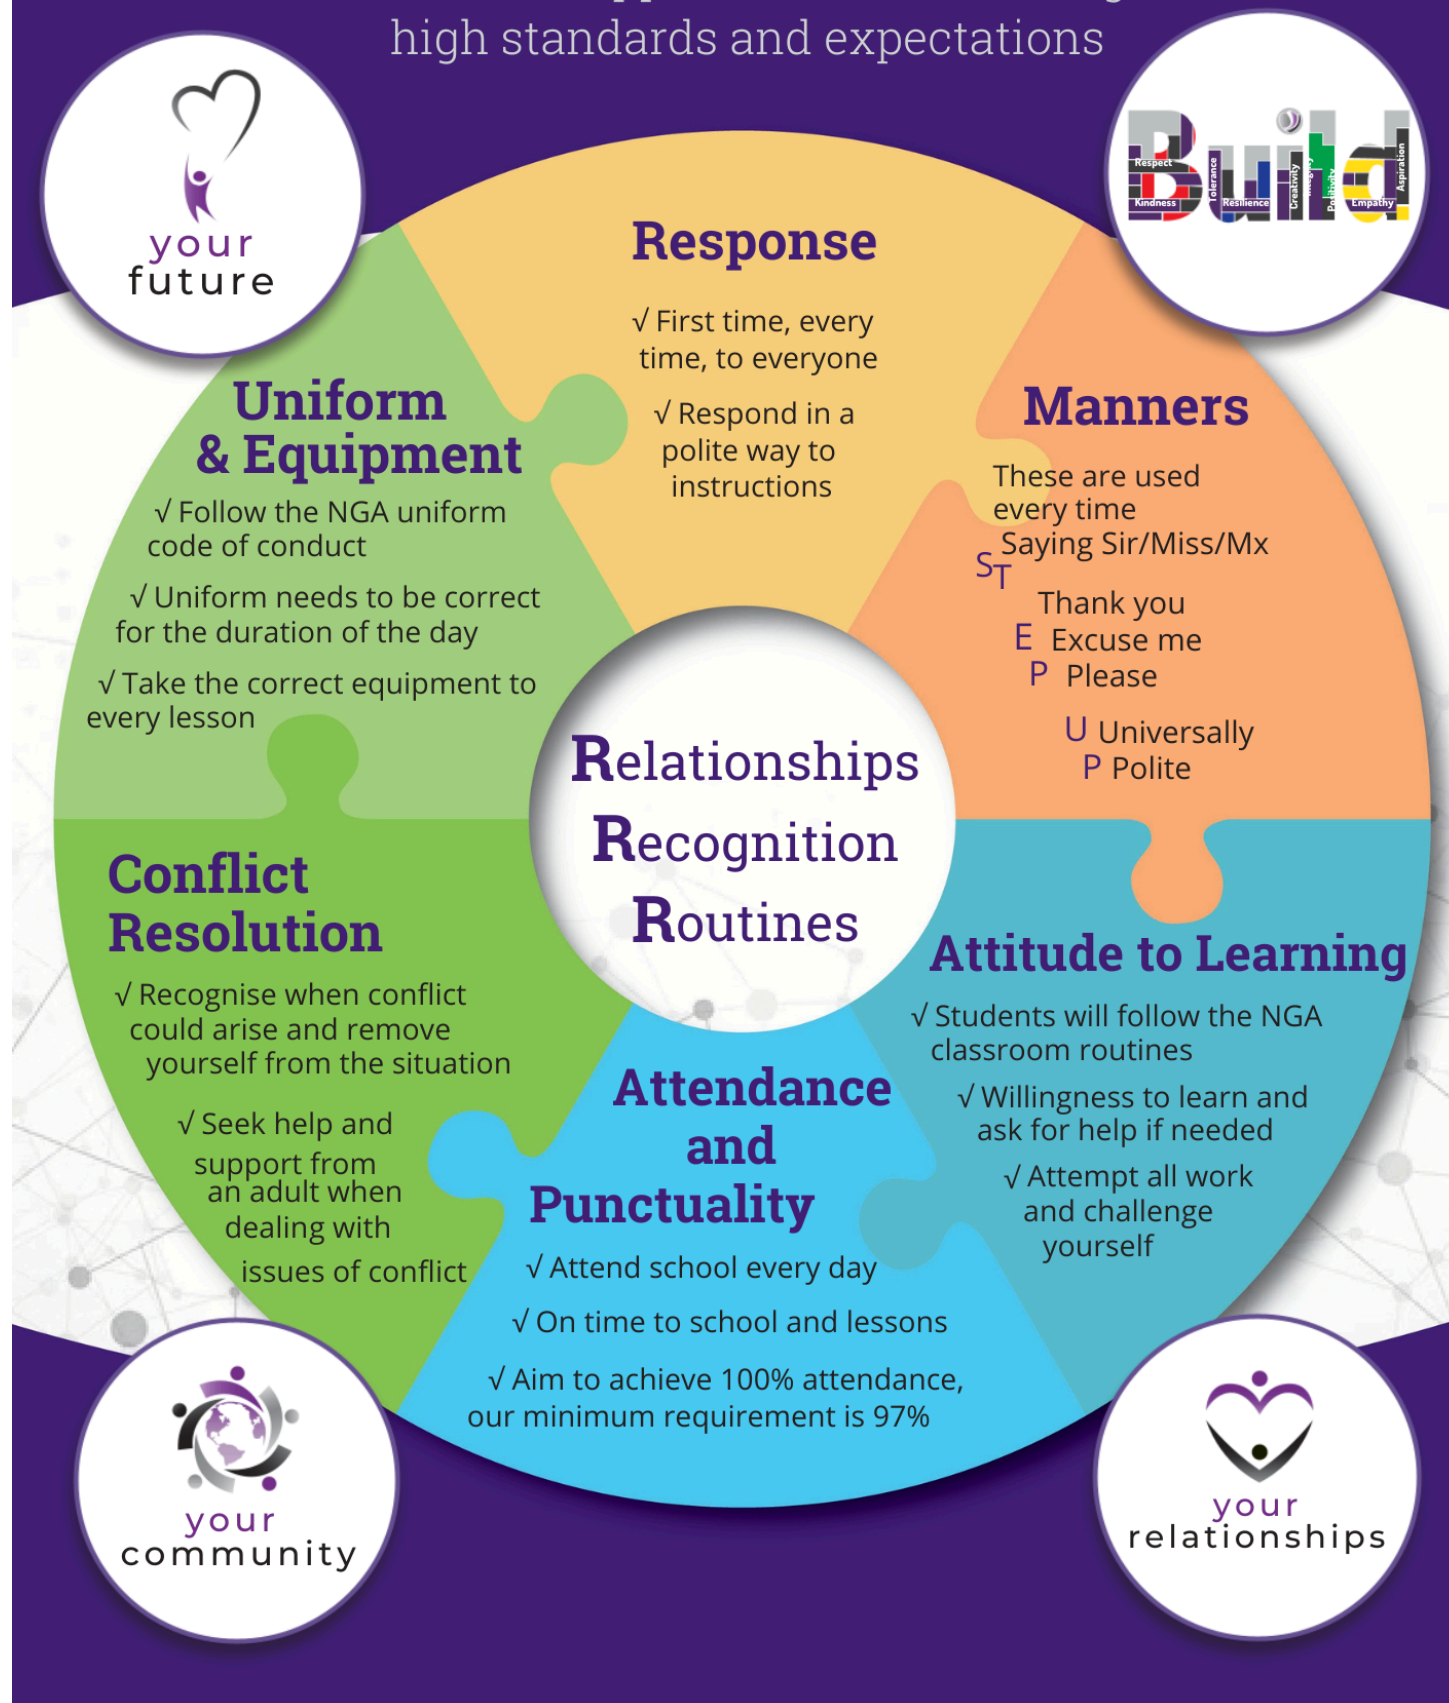 high standards and expectations
your
future
Build
Respect
Kindness
Tolerance
Resilience
Creativity
Positivity
Empathy
Aspiration
Response
√ First time, every
time, to everyone
√ Respond in a
polite way to
instructions
Uniform
& Equipment
√ Follow the NGA uniform
code of conduct
√ Uniform needs to be correct
for the duration of the day
√ Take the correct equipment to
every lesson
Manners
These are used
every time
S Saying Sir/Miss/Mx
T Thank you
E Excuse me
P Please
U Universally
P Polite
Relationships
Recognition
Routines
Conflict
Resolution
√ Recognise when conflict
could arise and remove
yourself from the situation
√ Seek help and
support from
an adult when
dealing with
issues of conflict
Attitude to Learning
√ Students will follow the NGA
classroom routines
√ Willingness to learn and
ask for help if needed
√ Attempt all work
and challenge
yourself
Attendance
and
Punctuality
√ Attend school every day
√ On time to school and lessons
√ Aim to achieve 100% attendance,
our minimum requirement is 97%
your
community
your
relationships